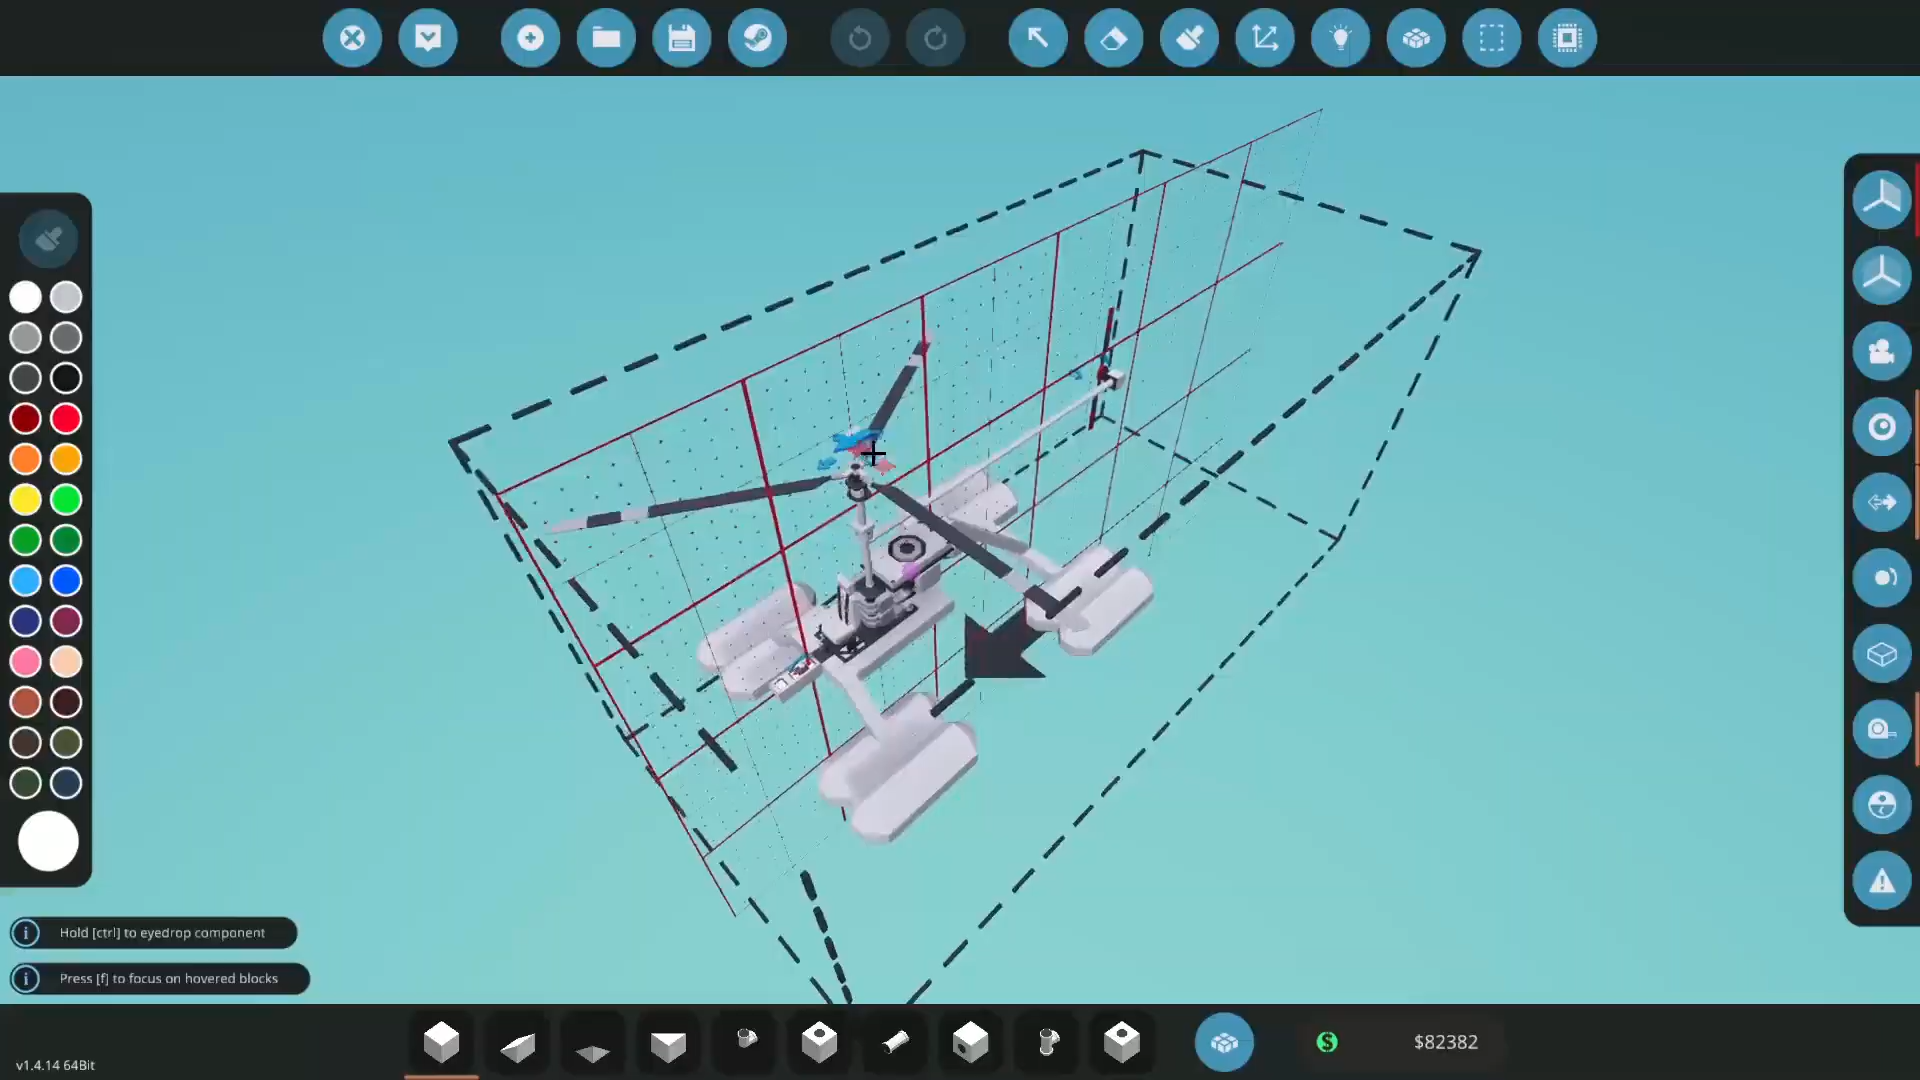 Hold [ctrl] to eyedrop component
Press [f] to focus on hovered blocks
v1.4.14 64Bit
$82382